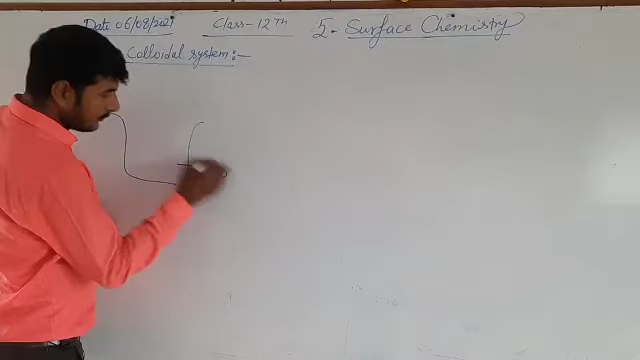 Date 06/08/2021 Class-12Th 5. Surface Chemistry
Colloidal system:-